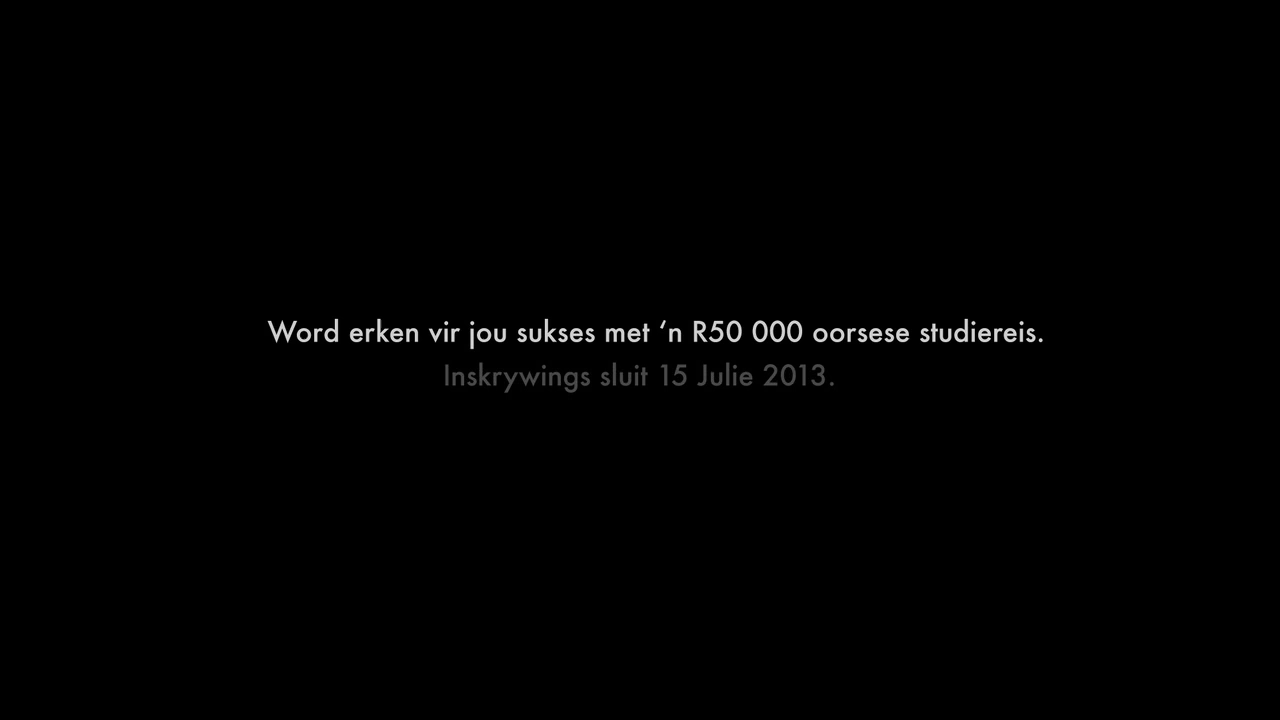 Word erken vir jou sukses met ‘n R50 000 oorsese studiereis.
Inskrywings sluit 15 Julie 2013.